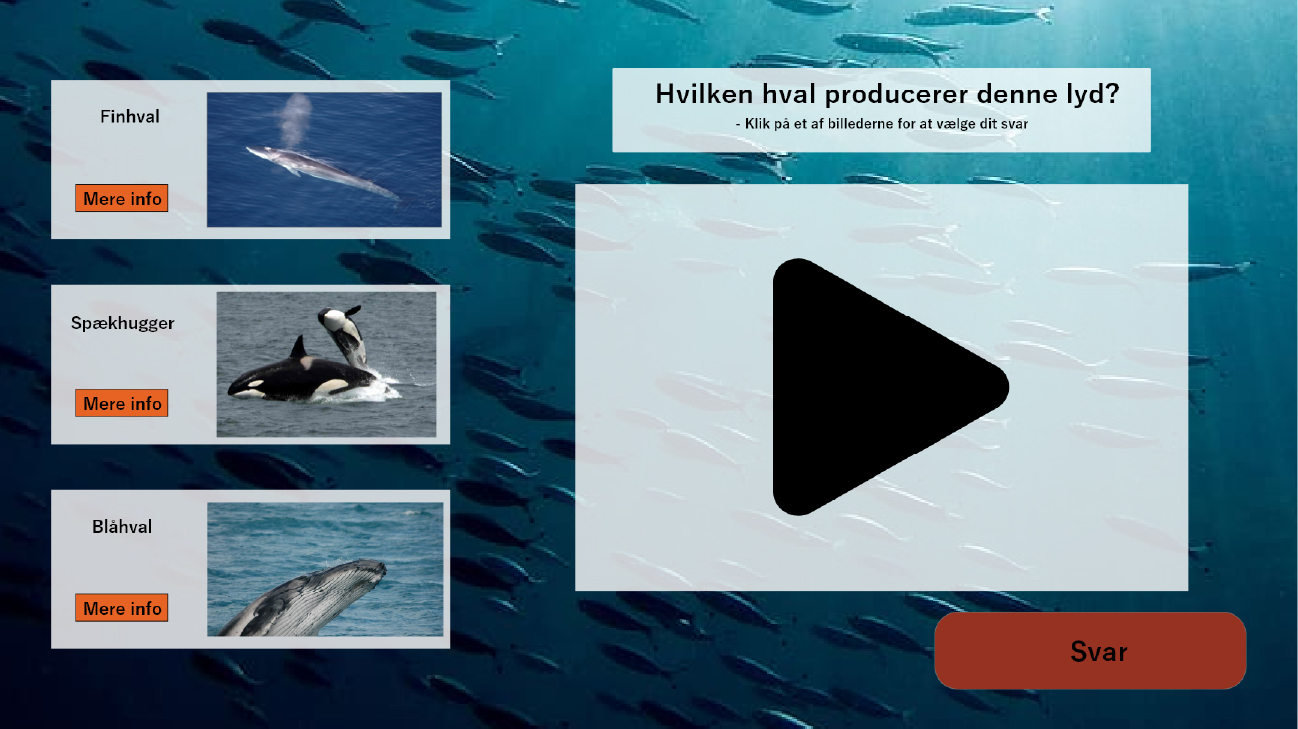 Finhval
Mere info
Spækhugger
Mere info
Blåhval
Mere info
Hvilken hval producerer denne lyd?
- Klik på et af billederne for at vælge dit svar
Svar